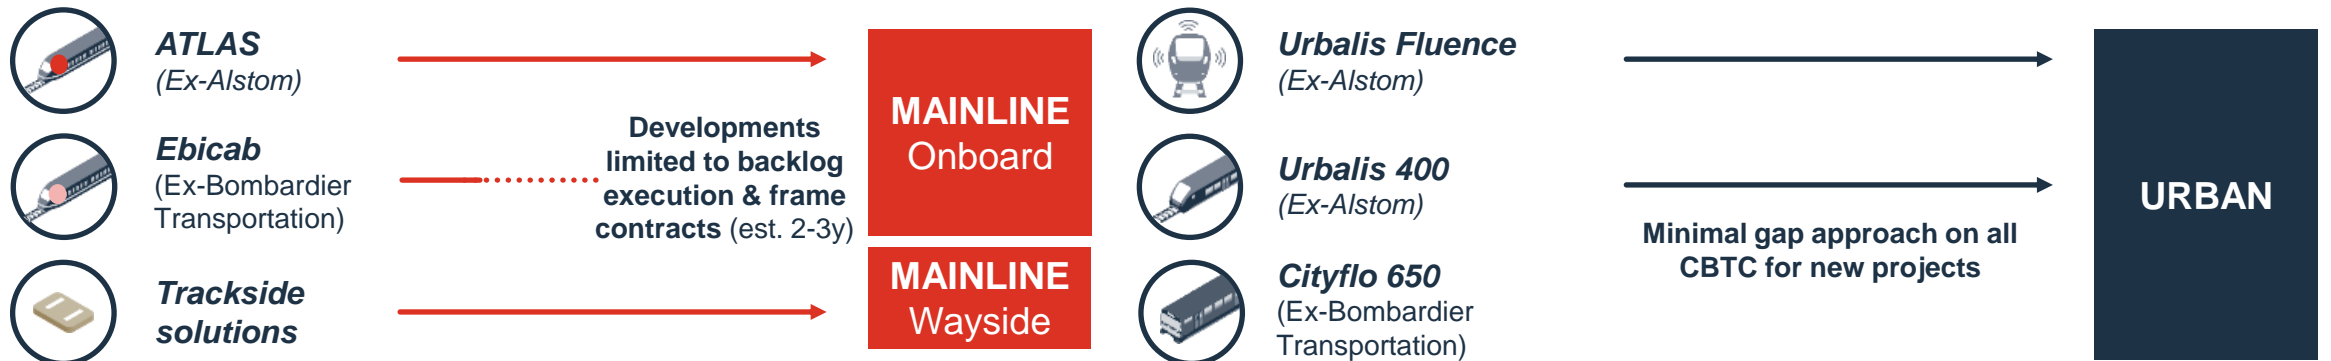 ATLAS
(Ex-Alstom)
Ebicab
(Ex-Bombardier
Transportation)
Trackside
solutions
Developments
limited to backlog
execution & frame
contracts (est. 2-3y)
MAINLINE
Onboard
MAINLINE
Wayside
Urbalis Fluence
(Ex-Alstom)
Urbalis 400
(Ex-Alstom)
Cityflo 650
(Ex-Bombardier
Transportation)
Minimal gap approach on all
CBTC for new projects
URBAN